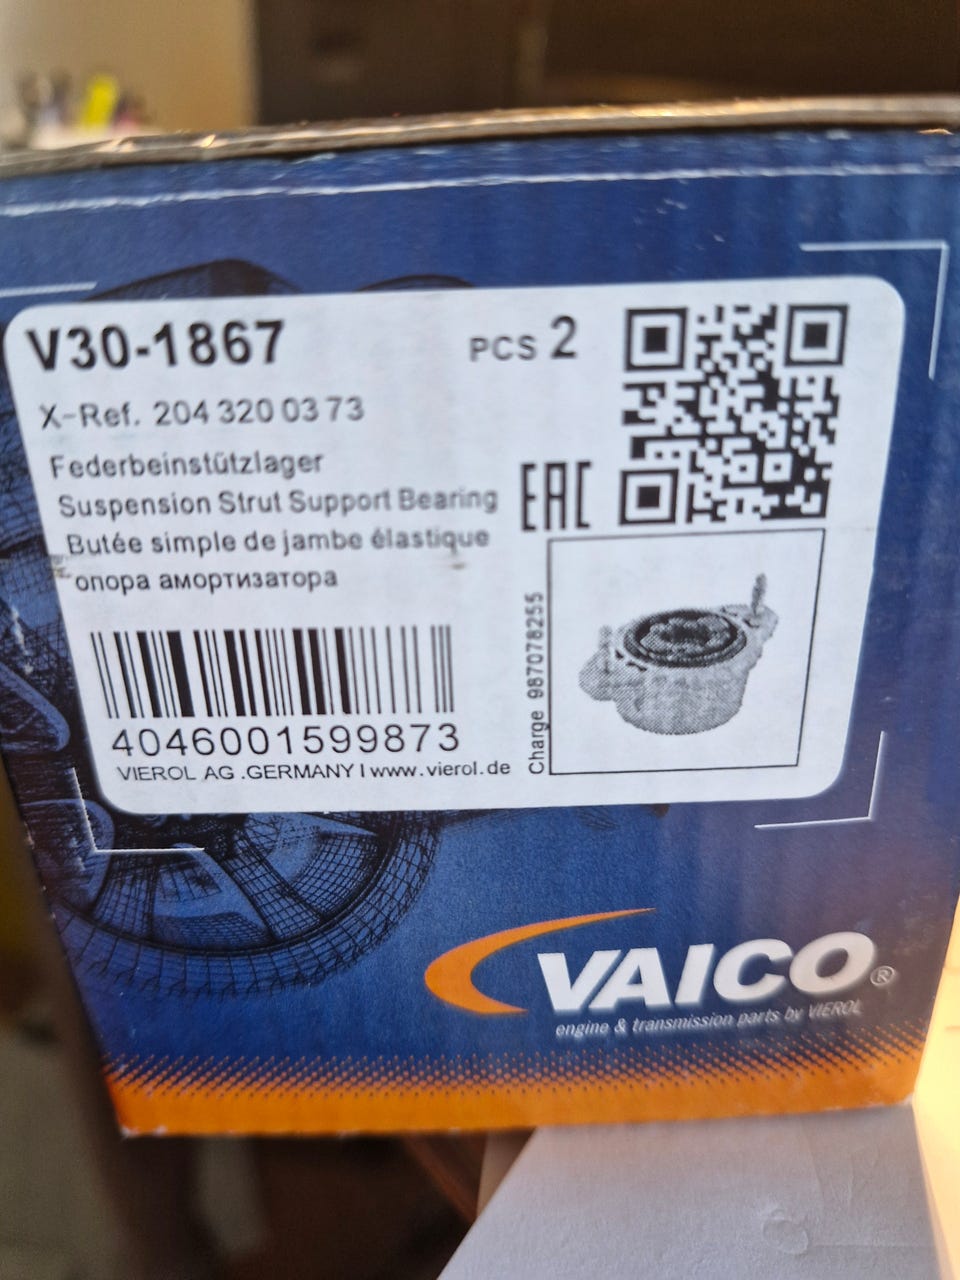 V30-1867
PCS 2
X-Ref. 204 320 03 73
Federbeinstützlager
Suspension Strut Support Bearing
Butée simple de jambe élastique
опора амортизатора
EAC
4046001599873
VIEROL AG .GERMANY I www.vierol.de
Charge 987078255
VAICO®
engine & transmission parts by VIEROL